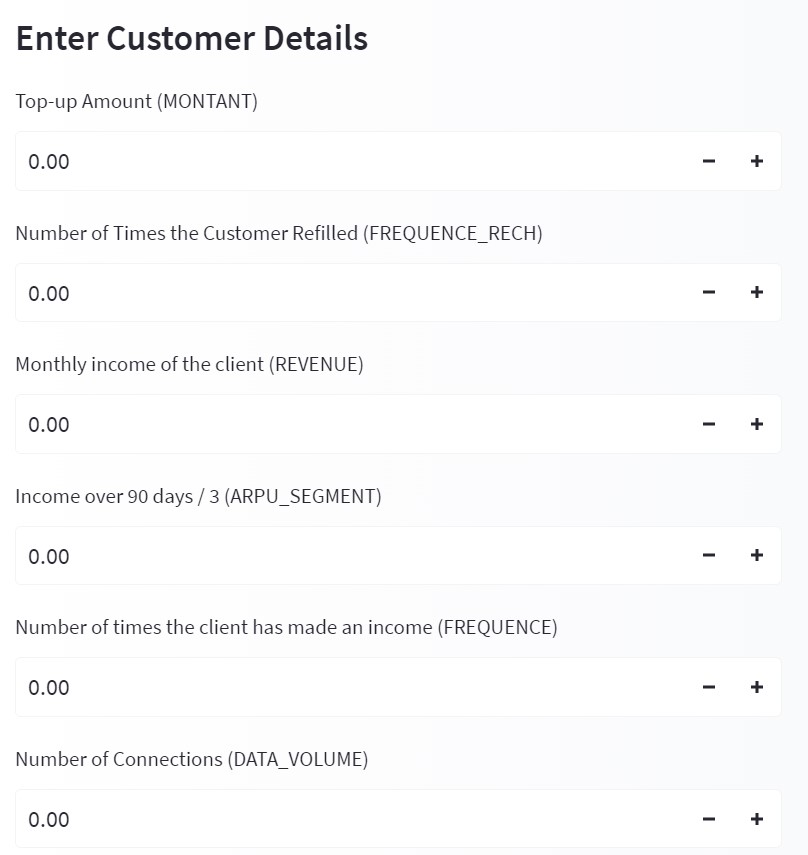 Enter Customer Details
Top-up Amount (MONTANT)
0.00
Number of Times the Customer Refilled (FREQUENCE_RECH)
0.00
Monthly income of the client (REVENUE)
0.00
Income over 90 days / 3 (ARPU_SEGMENT)
0.00
Number of times the client has made an income (FREQUENCE)
0.00
Number of Connections (DATA_VOLUME)
0.00